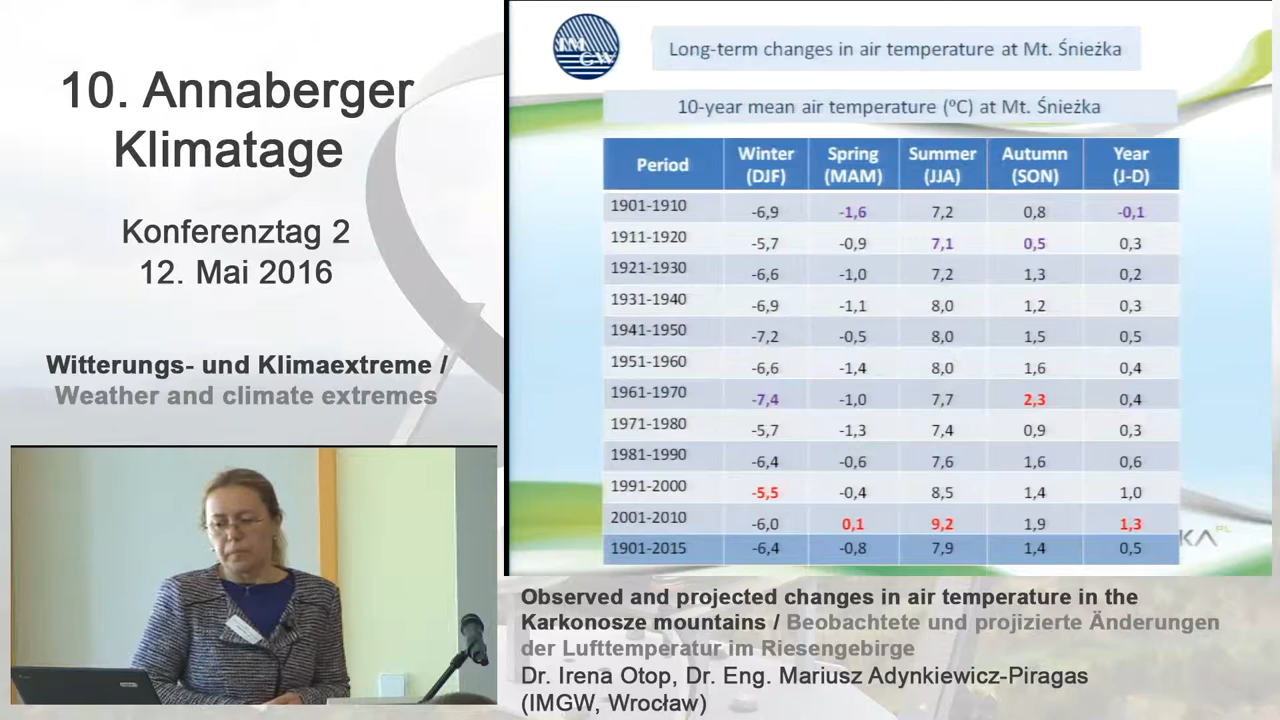 10. Annaberger
Klimatage
Konferenztag 2
12. Mai 2016
Witterungs- und Klimaextreme /
Weather and climate extremes
IMGW
Long-term changes in air temperature at Mt. Śnieżka
10-year mean air temperature (ºC) at Mt. Śnieżka
Period Winter (DJF) Spring (MAM) Summer (JJA) Autumn (SON) Year (J-D)
1901-1910 -6,9 -1,6 7,2 0,8 -0,1
1911-1920 -5,7 -0,9 7,1 0,5 0,3
1921-1930 -6,6 -1,0 7,2 1,3 0,2
1931-1940 -6,9 -1,1 8,0 1,2 0,3
1941-1950 -7,2 -0,5 8,0 1,5 0,5
1951-1960 -6,6 -1,4 8,0 1,6 0,4
1961-1970 -7,4 -1,0 7,7 2,3 0,4
1971-1980 -5,7 -1,3 7,4 0,9 0,3
1981-1990 -6,4 -0,6 7,6 1,6 0,6
1991-2000 -5,5 -0,4 8,5 1,4 1,0
2001-2010 -6,0 0,1 9,2 1,9 1,3
1901-2015 -6,4 -0,8 7,9 1,4 0,5
KA PL
Observed and projected changes in air temperature in the
Karkonosze mountains / Beobachtete und projizierte Änderungen
der Lufttemperatur im Riesengebirge
Dr. Irena Otop, Dr. Eng. Mariusz Adynkiewicz-Piragas
(IMGW, Wrocław)